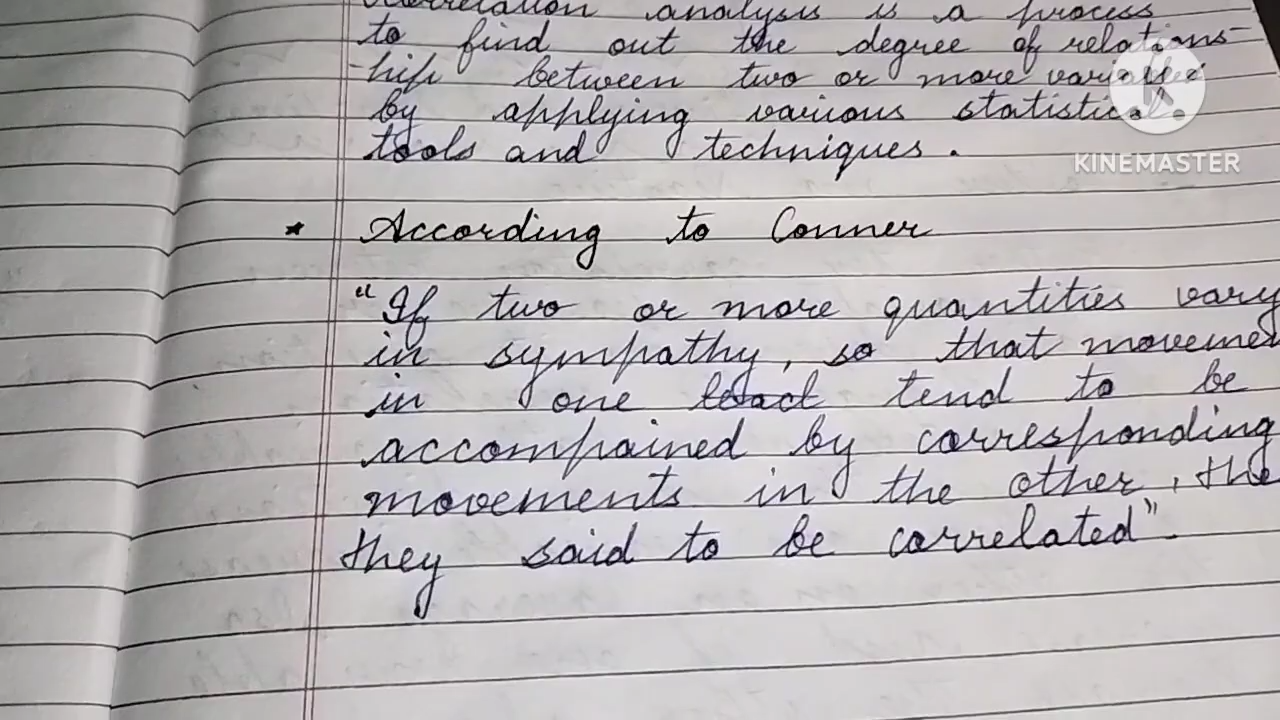 Correlation analysis is a process
to find out the degree of relations-
-hip between two or more
by applying various statistical
tools and techniques.
KINEMASTER
* According to Conner
"If two or more quantities vary
in sympathy, so that movemen
in one tend to be
accompained by corresponding
movements in the other, the
they said to be correlated".